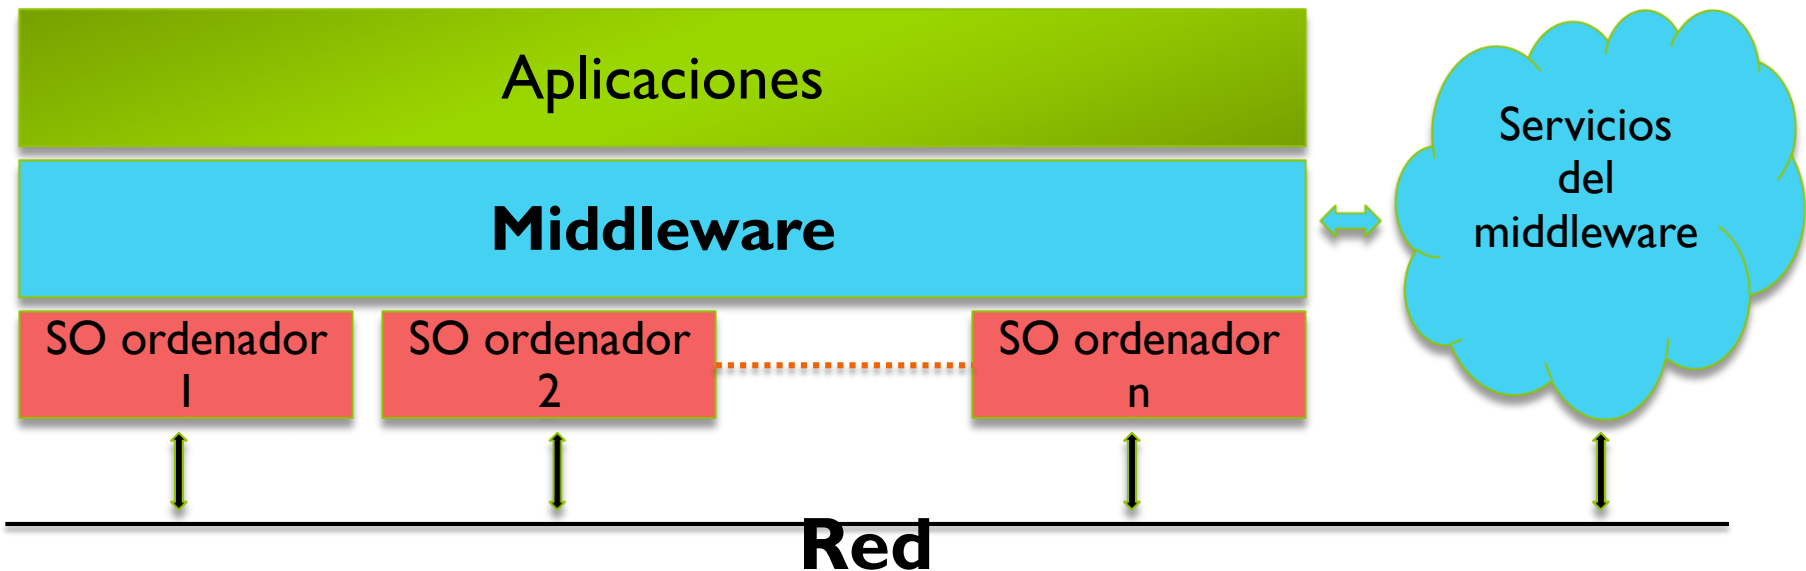 Aplicaciones
Servicios
del
middleware
Middleware
SO ordenador
1
SO ordenador
2
SO ordenador
n
Red